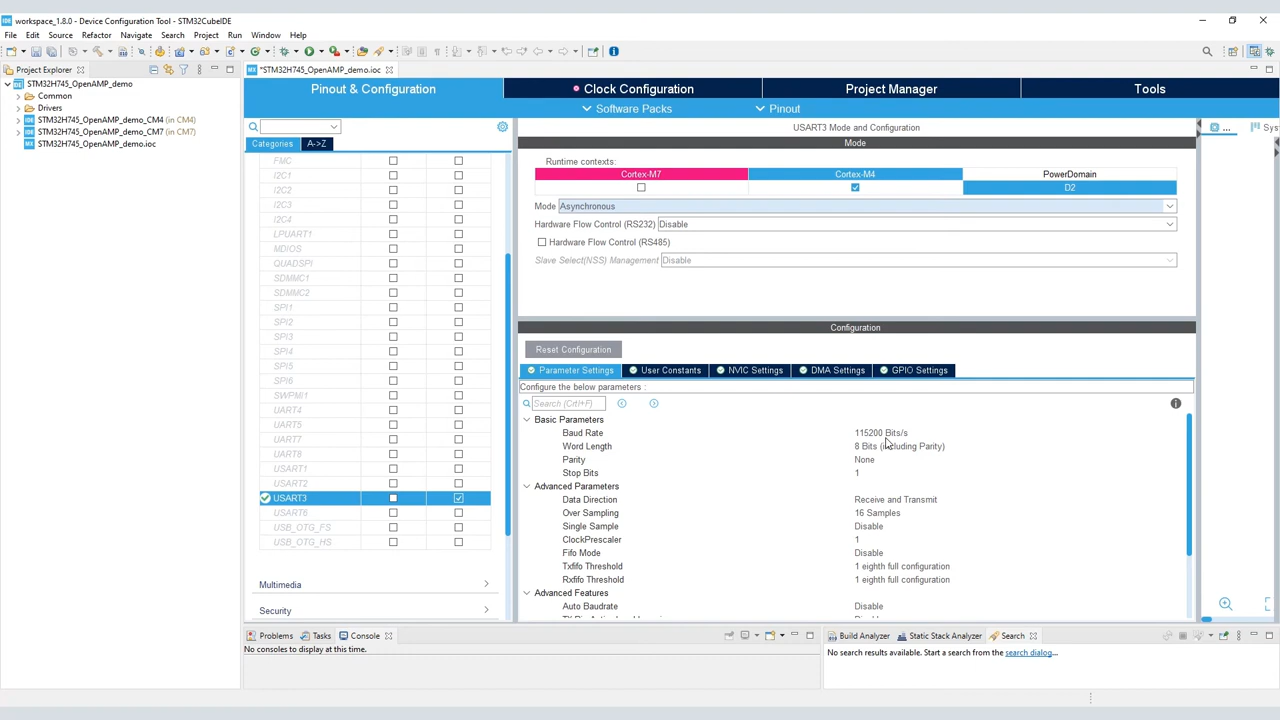 workspace_1.8.0 - Device Configuration Tool - STM32CubeIDE
File Edit Source Refactor Navigate Search Project Run Window Help
Project Explorer
STM32H745_OpenAMP_demo
Common
Drivers
STM32H745_OpenAMP_demo_CM4 (in CM4)
STM32H745_OpenAMP_demo_CM7 (in CM7)
STM32H745_OpenAMP_demo.ioc
*STM32H745_OpenAMP_demo.ioc
Pinout & Configuration
Clock Configuration
Project Manager
Tools
Software Packs
Pinout
Categories A->Z
FMC
I2C1
I2C2
I2C3
I2C4
LPUART1
MDIOS
QUADSPI
SDMMC1
SDMMC2
SPI1
SPI2
SPI3
SPI4
SPI5
SPI6
SWPMI1
UART4
UART5
UART7
UART8
USART1
USART2
USART3
USART6
USB_OTG_FS
USB_OTG_HS
Multimedia
Security
USART3 Mode and Configuration
Mode
Runtime contexts:
Cortex-M7 Cortex-M4 PowerDomain
D2
Mode Asynchronous
Hardware Flow Control (RS232) Disable
Hardware Flow Control (RS485)
Slave Select(NSS) Management Disable
Configuration
Reset Configuration
Parameter Settings User Constants NVIC Settings DMA Settings GPIO Settings
Configure the below parameters :
Search (Crtl+F)
Basic Parameters
Baud Rate 115200 Bits/s
Word Length 8 Bits (including Parity)
Parity None
Stop Bits 1
Advanced Parameters
Data Direction Receive and Transmit
Over Sampling 16 Samples
Single Sample Disable
ClockPrescaler 1
Fifo Mode Disable
Txfifo Threshold 1 eighth full configuration
Rxfifo Threshold 1 eighth full configuration
Advanced Features
Auto Baudrate Disable
... Sys
Problems Tasks Console
No consoles to display at this time.
Build Analyzer Static Stack Analyzer Search
No search results available. Start a search from the search dialog...